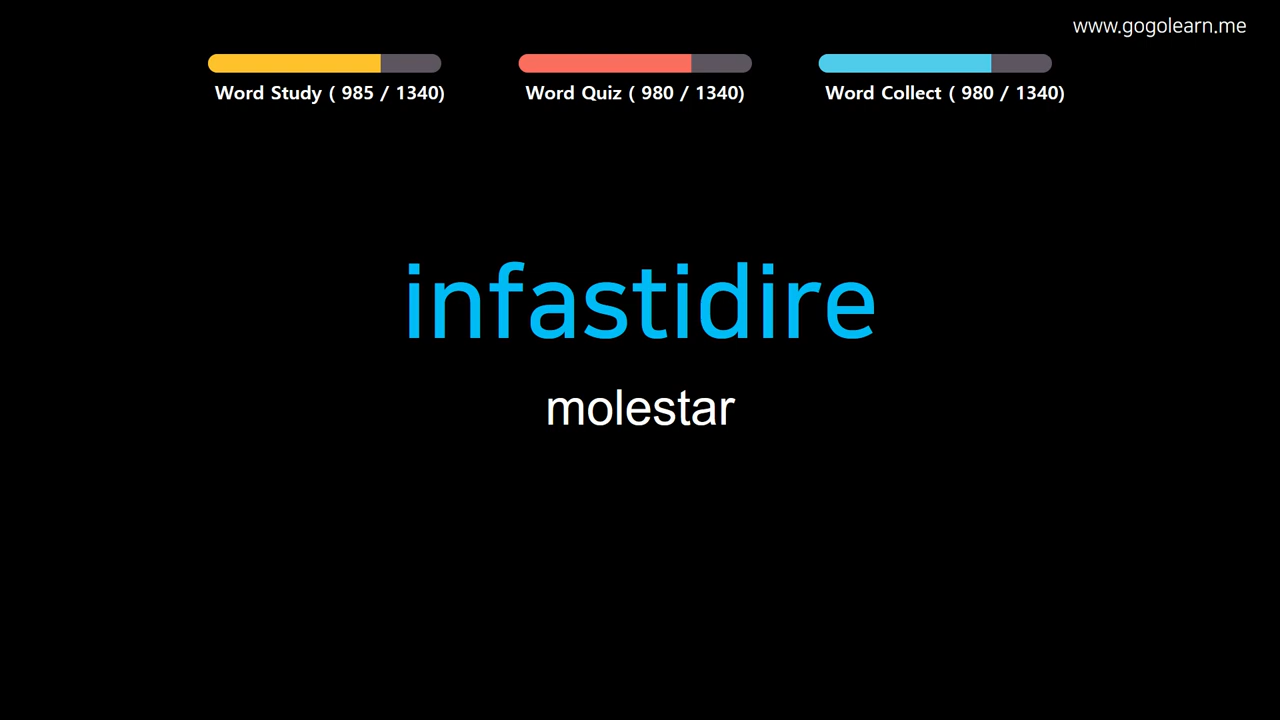 www.gogolearn.me
Word Study ( 985 / 1340)
Word Quiz ( 980 / 1340)
Word Collect ( 980 / 1340)
infastidire
molestar